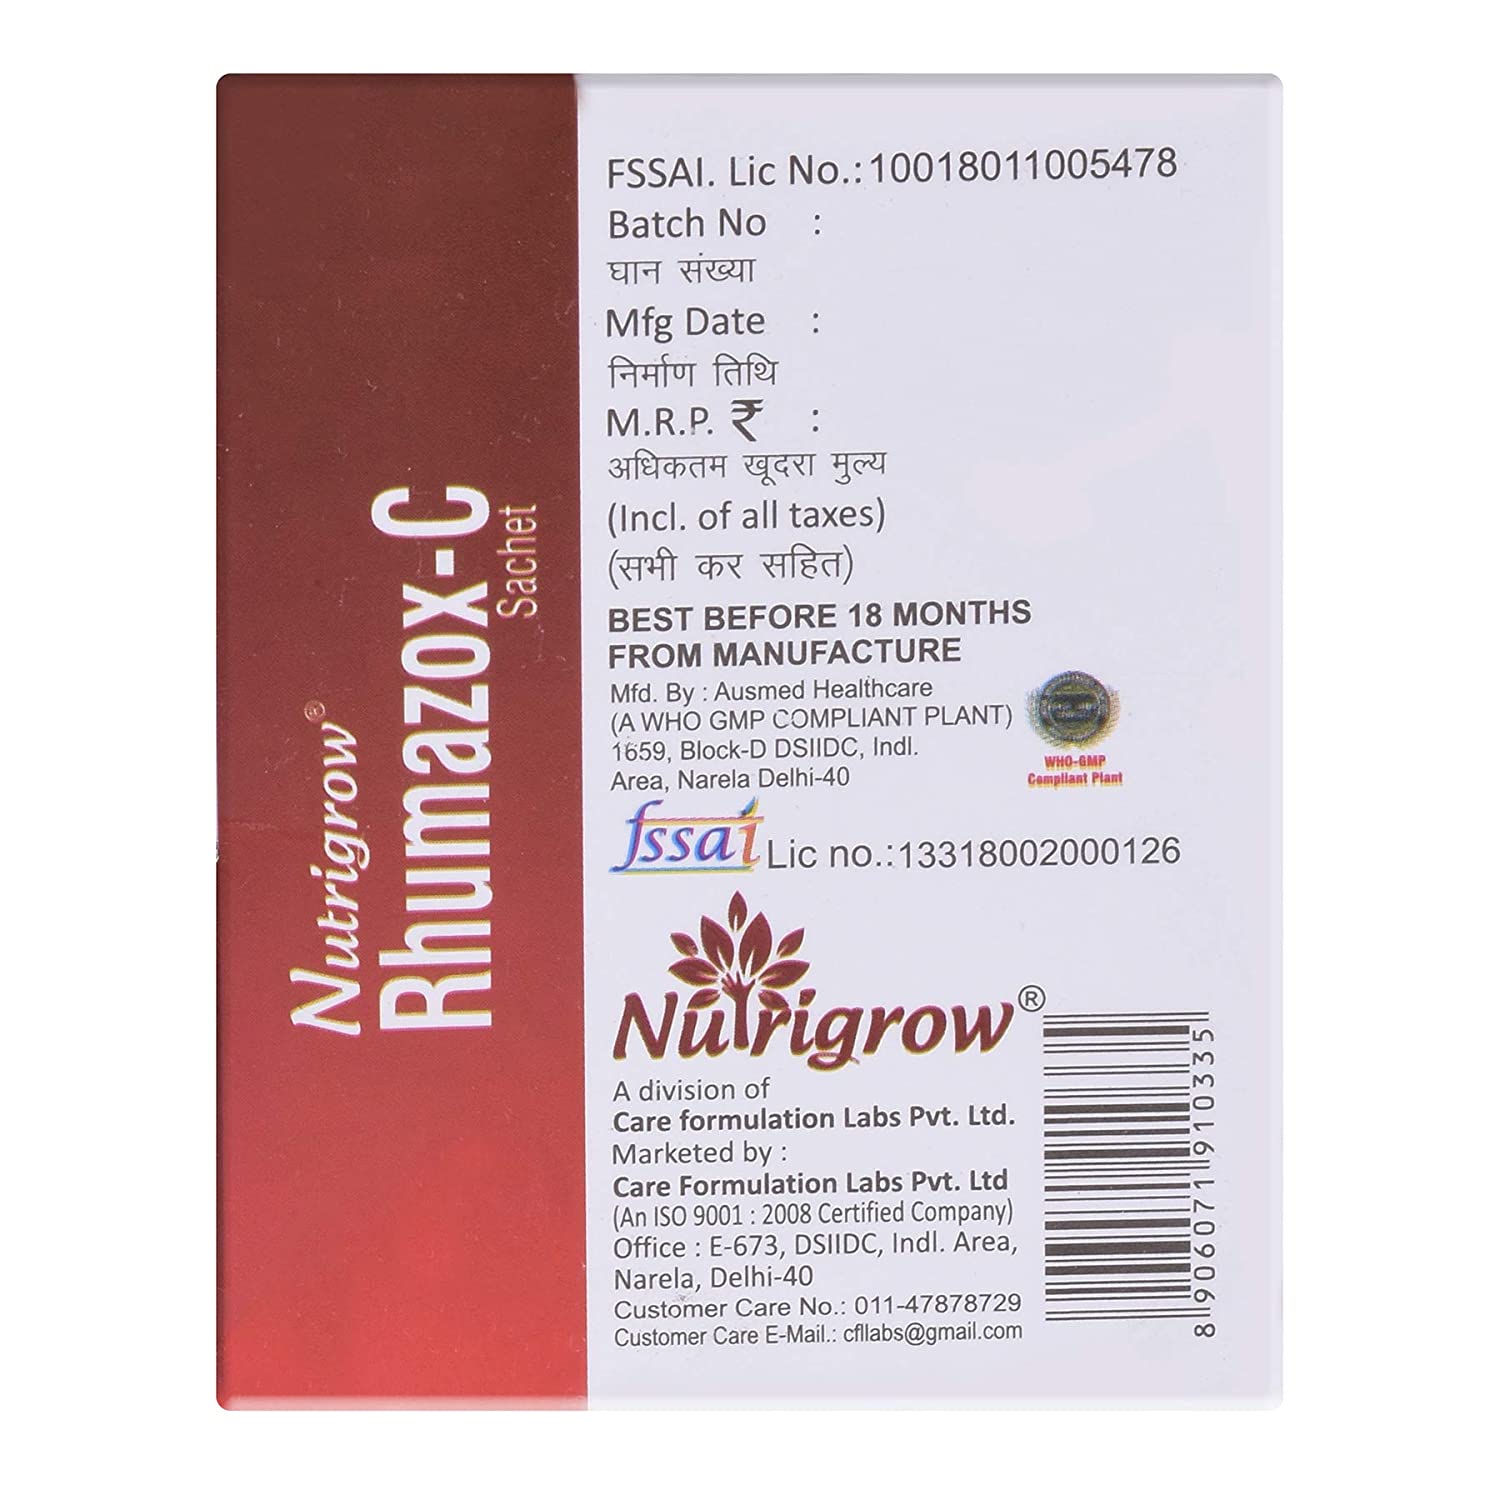 Nutrigrow®
Rhumazox-C
Sachet
FSSAI. Lic No.: 10018011005478
Batch No :
घान संख्या
Mfg Date :
निर्माण तिथि
M.R.P. ₹ :
अधिकतम खूदरा मुल्य
(Incl. of all taxes)
(सभी कर सहित)
BEST BEFORE 18 MONTHS
FROM MANUFACTURE
Mfd. By : Ausmed Healthcare
(A WHO GMP COMPLIANT PLANT)
1659, Block-D DSIIDC, Indl.
Area, Narela Delhi-40
WHO-GMP
Compliant Plant
fssai Lic no.:13318002000126
Nutrigrow®
A division of
Care formulation Labs Pvt. Ltd.
Marketed by :
Care Formulation Labs Pvt. Ltd
(An ISO 9001 : 2008 Certified Company)
Office : E-673, DSIIDC, Indl. Area,
Narela, Delhi-40
Customer Care No.: 011-47878729
Customer Care E-Mail.: cfllabs@gmail.com
8 906071 910335